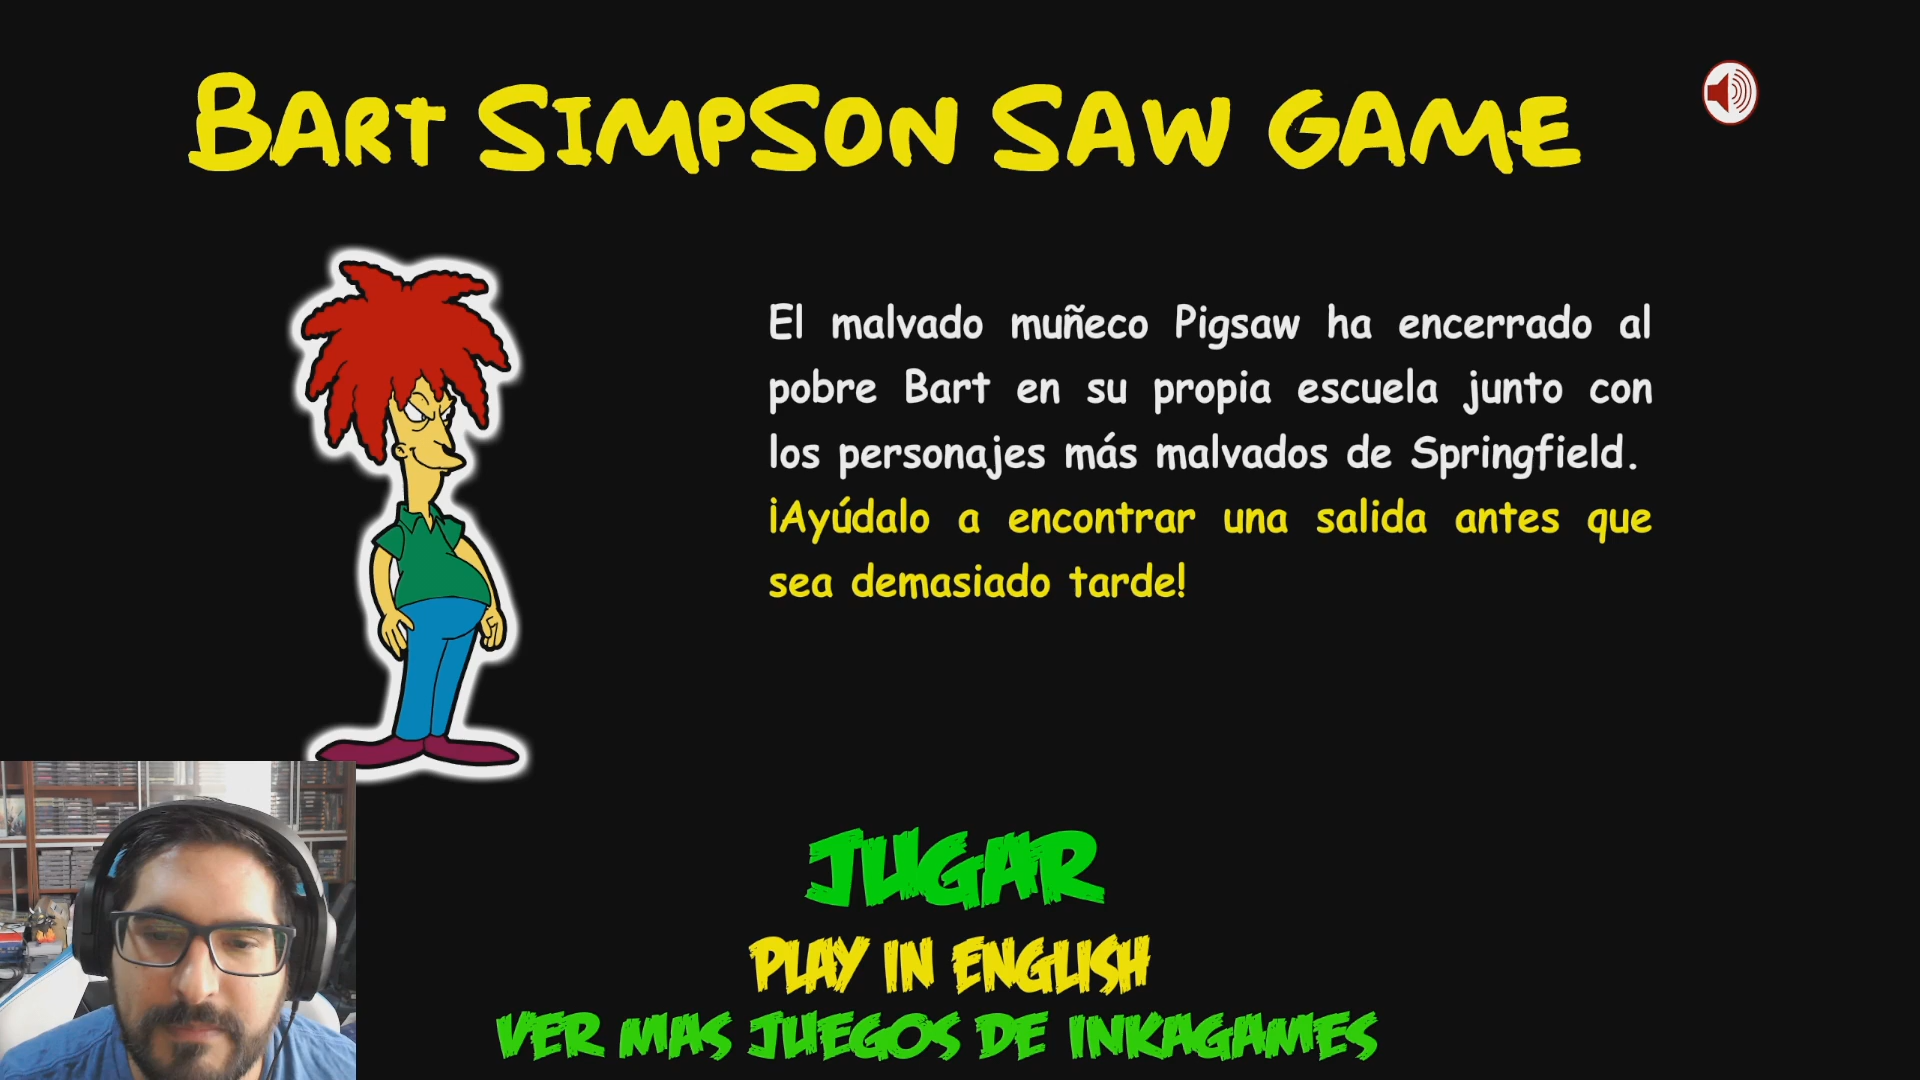 BART SIMPSON SAW GAME
El malvado muñeco Pigsaw ha encerrado al
pobre Bart en su propia escuela junto con
los personajes más malvados de Springfield.
¡Ayúdalo a encontrar una salida antes que
sea demasiado tarde!
JUGAR
PLAY IN ENGLISH
VER MAS JUEGOS DE INKAGAMES